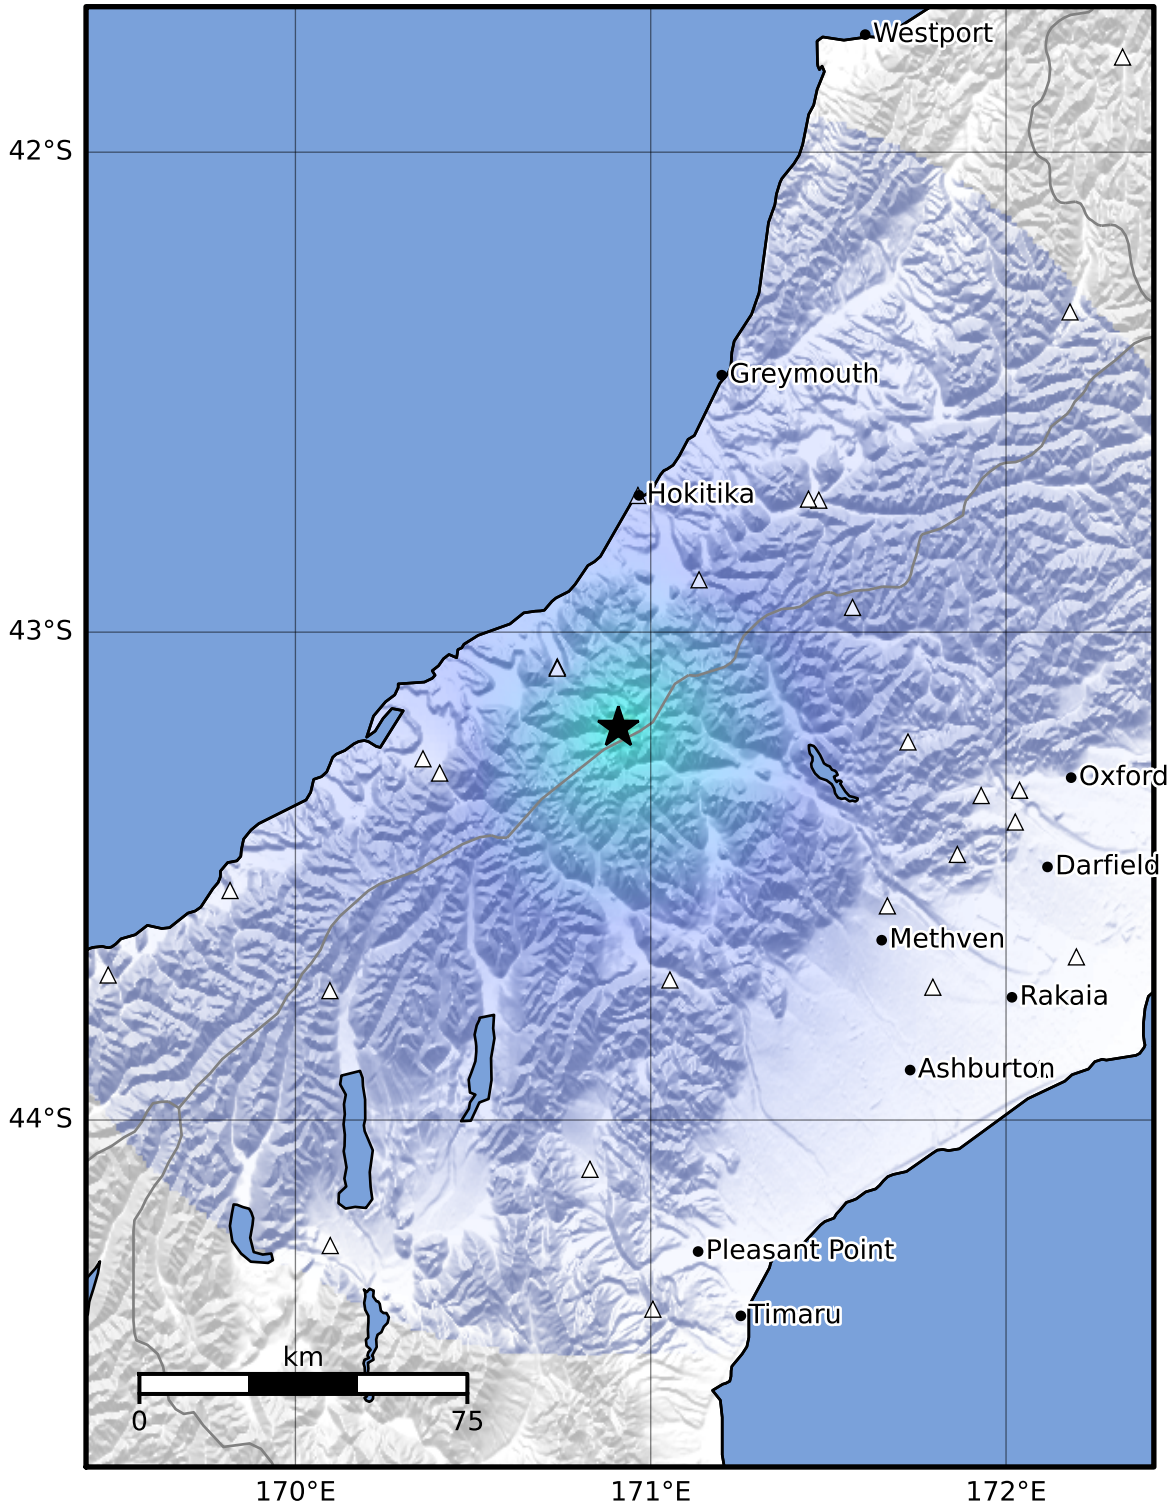 Westport
42°S
Greymouth
Hokitika
43°S
Oxford
Darfield
Methven
Rakaia
Ashburton
44°S
Pleasant Point
Timaru
km
0 75
170°E 171°E 172°E